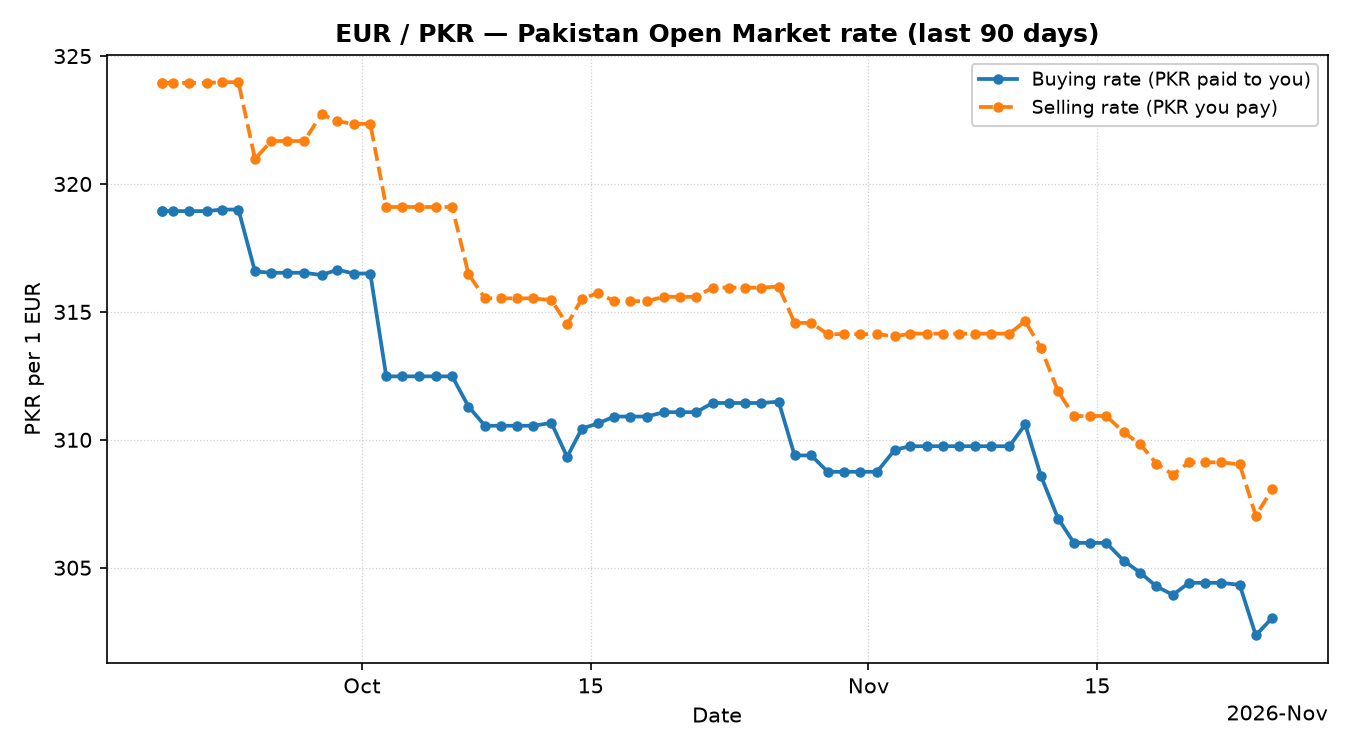 EUR / PKR — Pakistan Open Market rate (last 90 days)
Buying rate (PKR paid to you)
Selling rate (PKR you pay)
PKR per 1 EUR
325
320
315
310
305
Oct
15
Nov
15
Date
2026-Nov